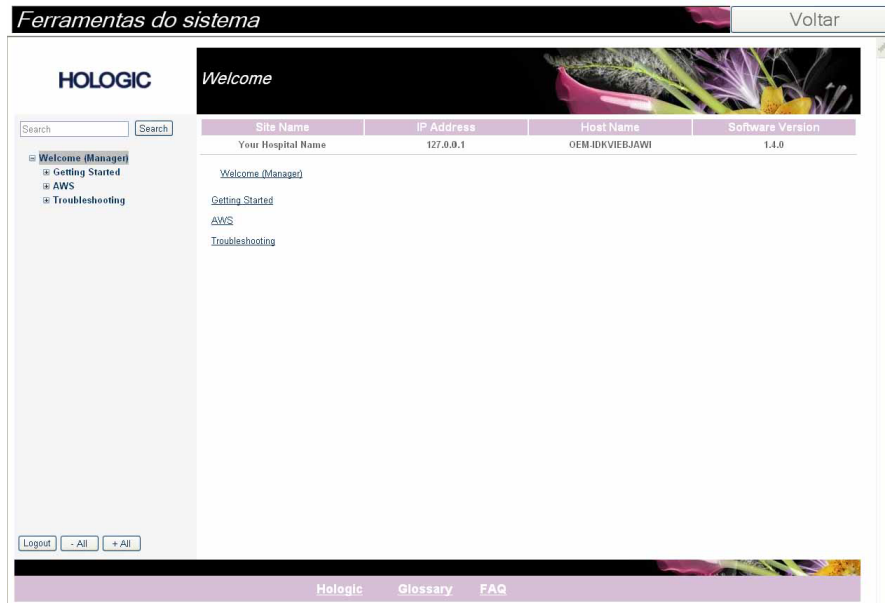 Ferramentas do sistema
Voltar
HOLOGIC
Welcome
Search
Search
Site Name IP Address Host Name Software Version
Your Hospital Name 127.0.0.1 OEM-IDKVIEBJAWI 1.4.0
Welcome (Manager)
Getting Started
AWS
Troubleshooting
Welcome (Manager)
Getting Started
AWS
Troubleshooting
Logout - All + All
Hologic Glossary FAQ